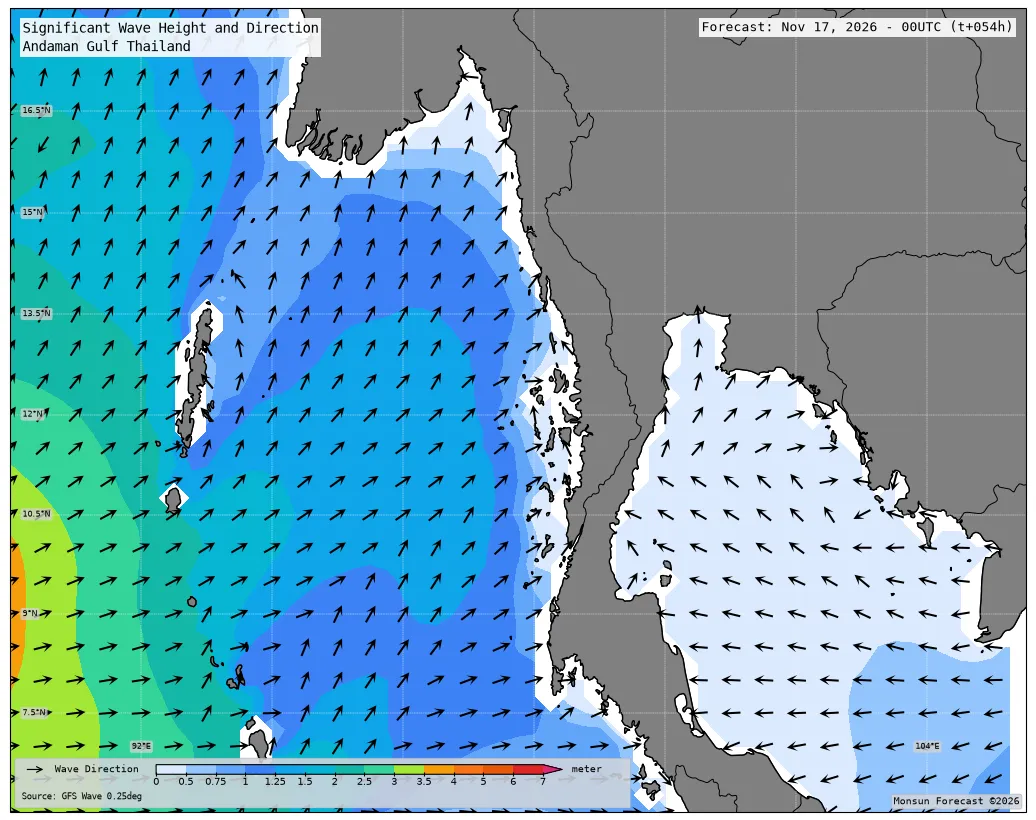 Significant Wave Height and Direction
Andaman Gulf Thailand
Forecast: Nov 17, 2026 - 00UTC (t+054h)
16.5°N
15°N
13.5°N
12°N
10.5°N
9°N
7.5°N
92°E
104°E
Wave Direction
0 0.5 0.75 1 1.25 1.5 2 2.5 3 3.5 4 5 6 7
meter
Source: GFS Wave 0.25deg
Monsun Forecast ©2026